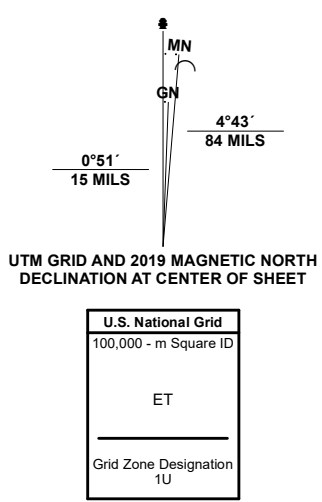 MN
GN
4°43´
84 MILS
0°51´
15 MILS
UTM GRID AND 2019 MAGNETIC NORTH
DECLINATION AT CENTER OF SHEET
U.S. National Grid
100,000 - m Square ID
ET
Grid Zone Designation
1U